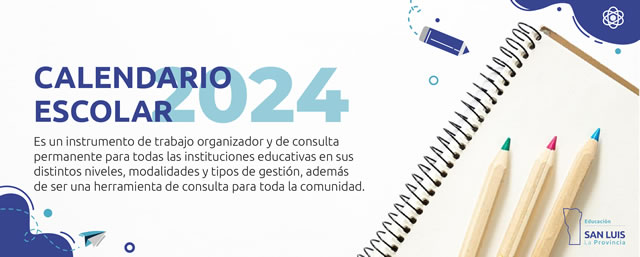 CALENDARIO
ESCOLAR 2024
Es un instrumento de trabajo organizador y de consulta
permanente para todas las instituciones educativas en sus
distintos niveles, modalidades y tipos de gestión, además
de ser una herramienta de consulta para toda la comunidad.
Educación
SAN LUIS
La Provincia